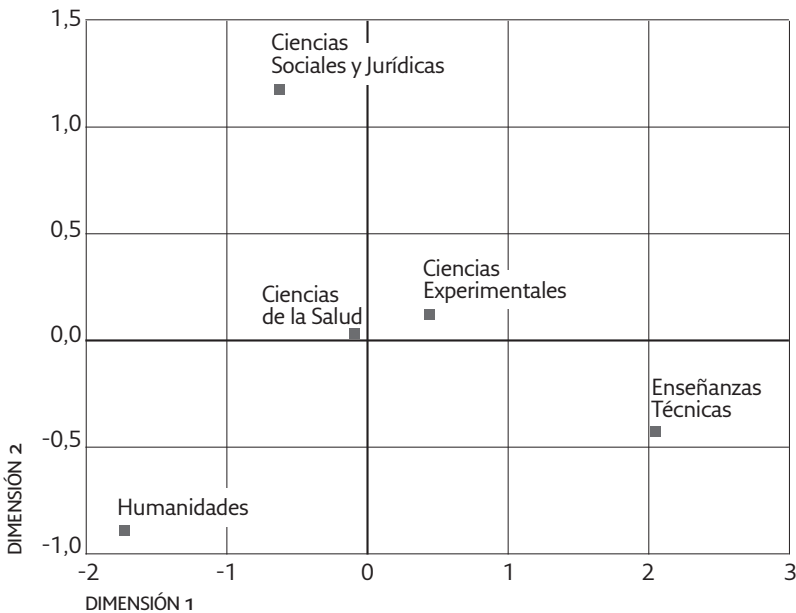 1,5
Ciencias
Sociales y Jurídicas
1,0
0,5
Ciencias
Experimentales
Ciencias
de la Salud
0,0
Enseñanzas
Técnicas
-0,5
Humanidades
-1,0
-2 -1 0 1 2 3
DIMENSIÓN 2
DIMENSIÓN 1